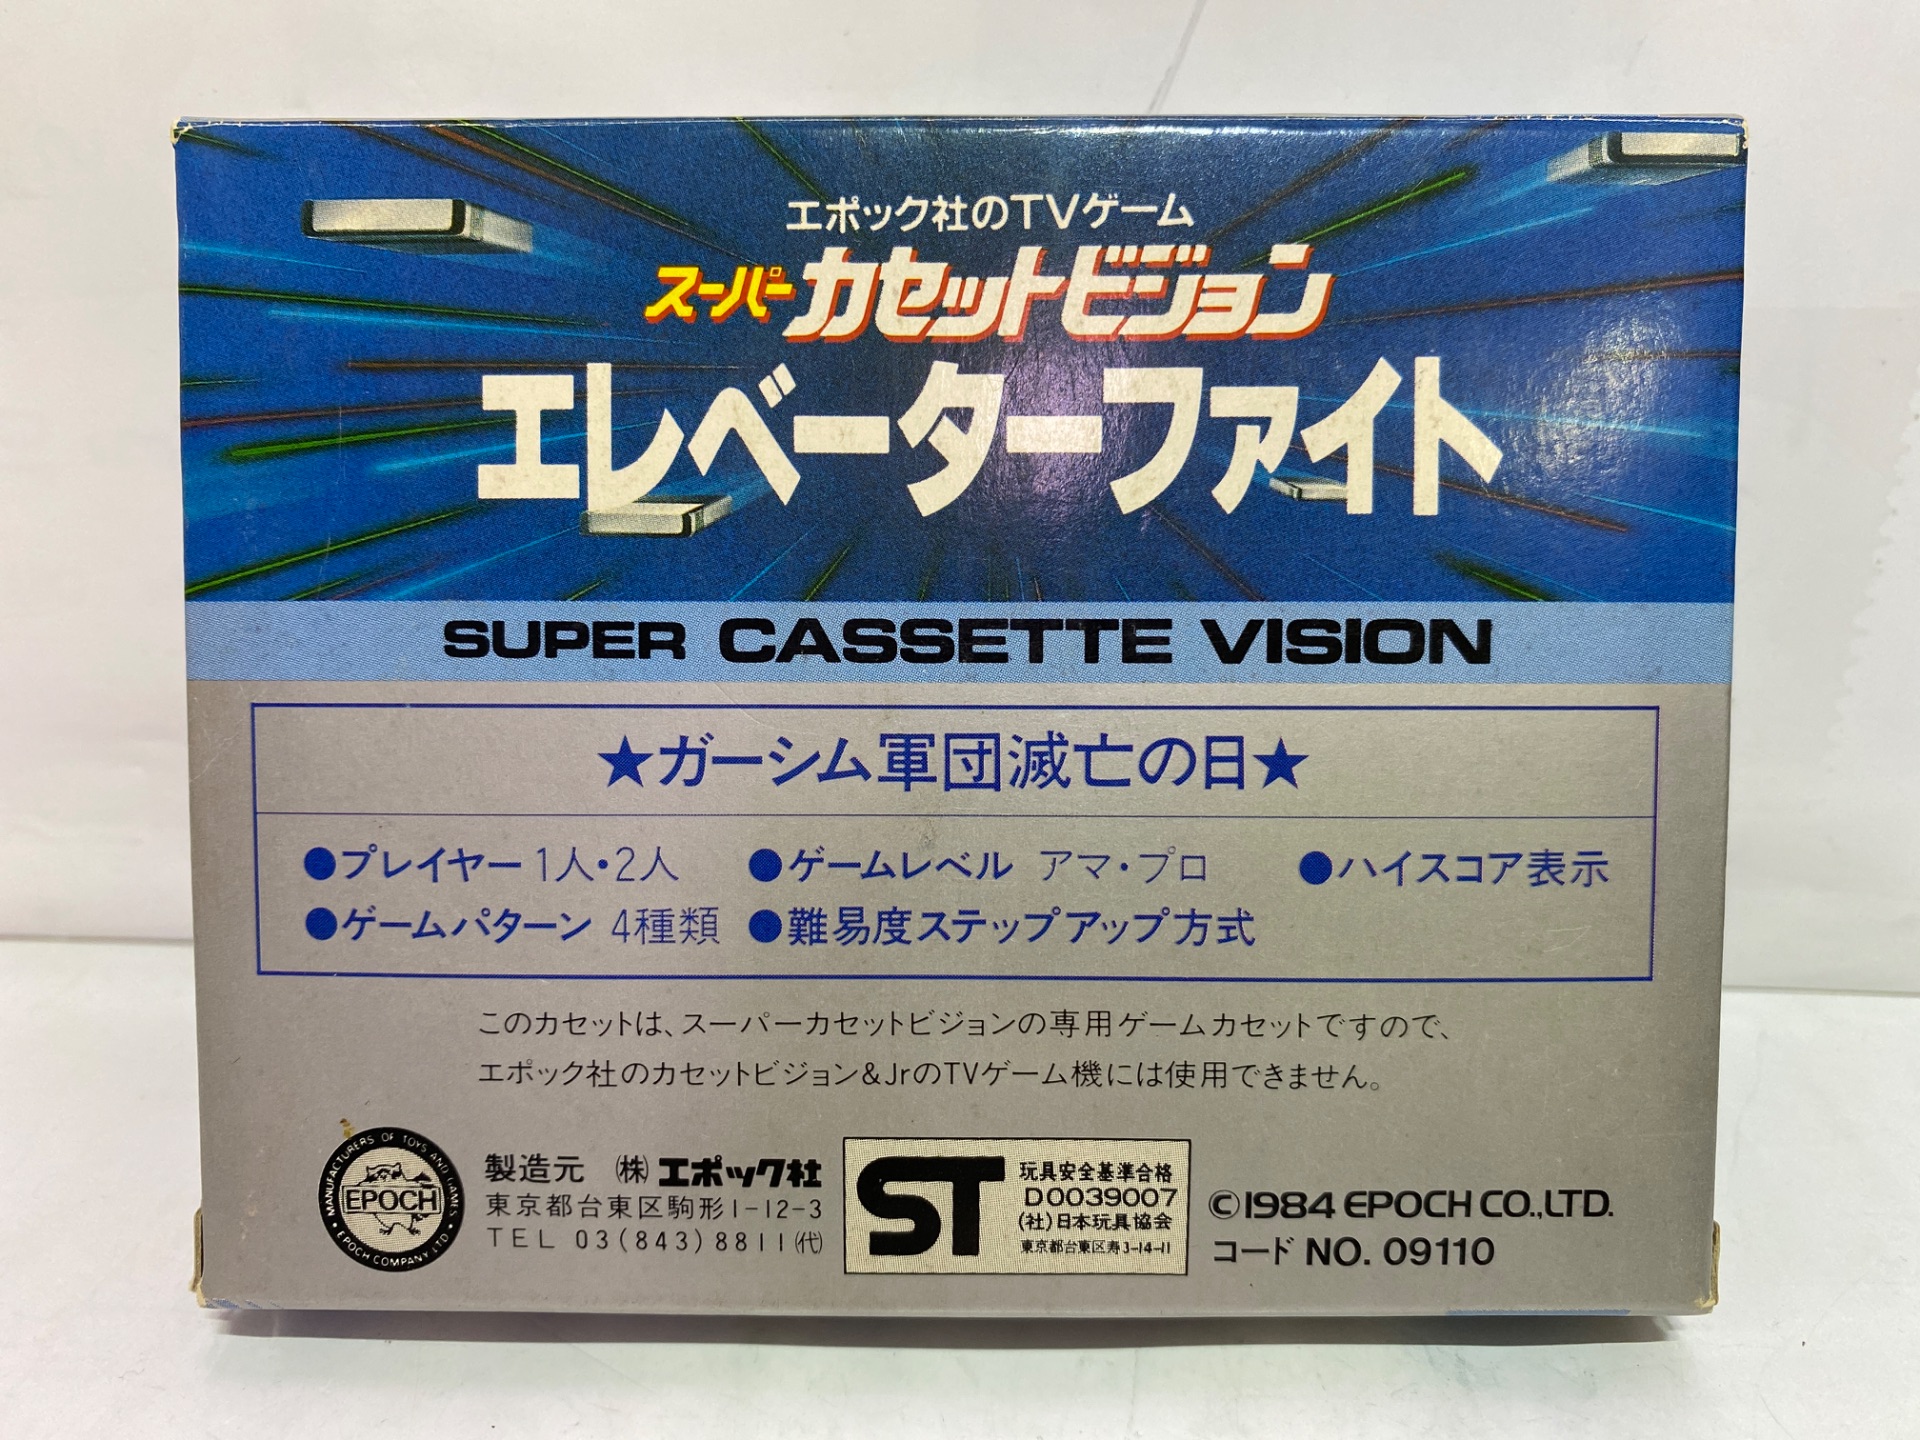 エポック社のTVゲーム
スーパーカセットビジョン
エレベーターファイト
SUPER CASSETTE VISION
★ガーシム軍団滅亡の日★
●プレイヤー 1人・2人 ●ゲームレベル アマ・プロ ●ハイスコア表示
●ゲームパターン 4種類 ●難易度ステップアップ方式
このカセットは、スーパーカセットビジョンの専用ゲームカセットですので、
エポック社のカセットビジョン&JrのTVゲーム機には使用できません。
MANUFACTURERS OF TOYS AND GAMES
EPOCH
EPOCH COMPANY LTD.
製造元 (株)エポック社
東京都台東区駒形1-12-3
TEL 03(843)8811(代)
ST
玩具安全基準合格
D0039007
(社)日本玩具協会
東京都台東区寿3-14-11
©1984 EPOCH CO.,LTD.
コード NO. 09110